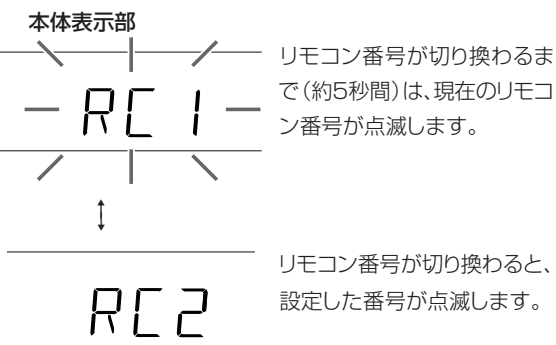 本体表示部
リモコン番号が切り換わるま
で（約5秒間）は、現在のリモコ
ン番号が点滅します。
RC1
リモコン番号が切り換わると、
設定した番号が点滅します。
RC2